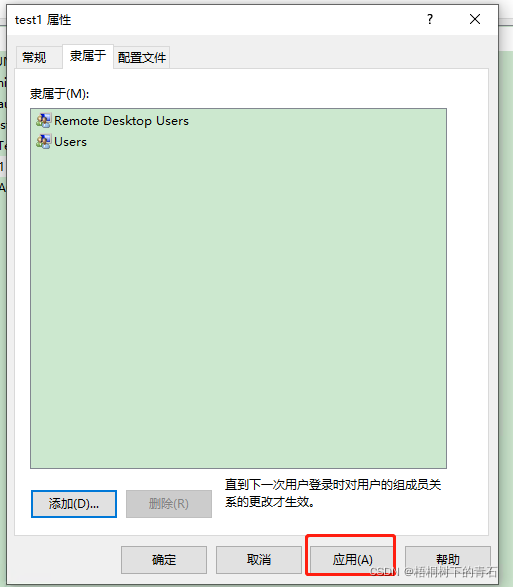 test1 属性
?
常规
隶属于
配置文件
隶属于(M):
Remote Desktop Users
Users
添加(D)...
删除(R)
直到下一次用户登录时对用户的组成员关
系的更改才生效。
确定
取消
应用(A)
帮助
CSDN @梧桐树下的青石